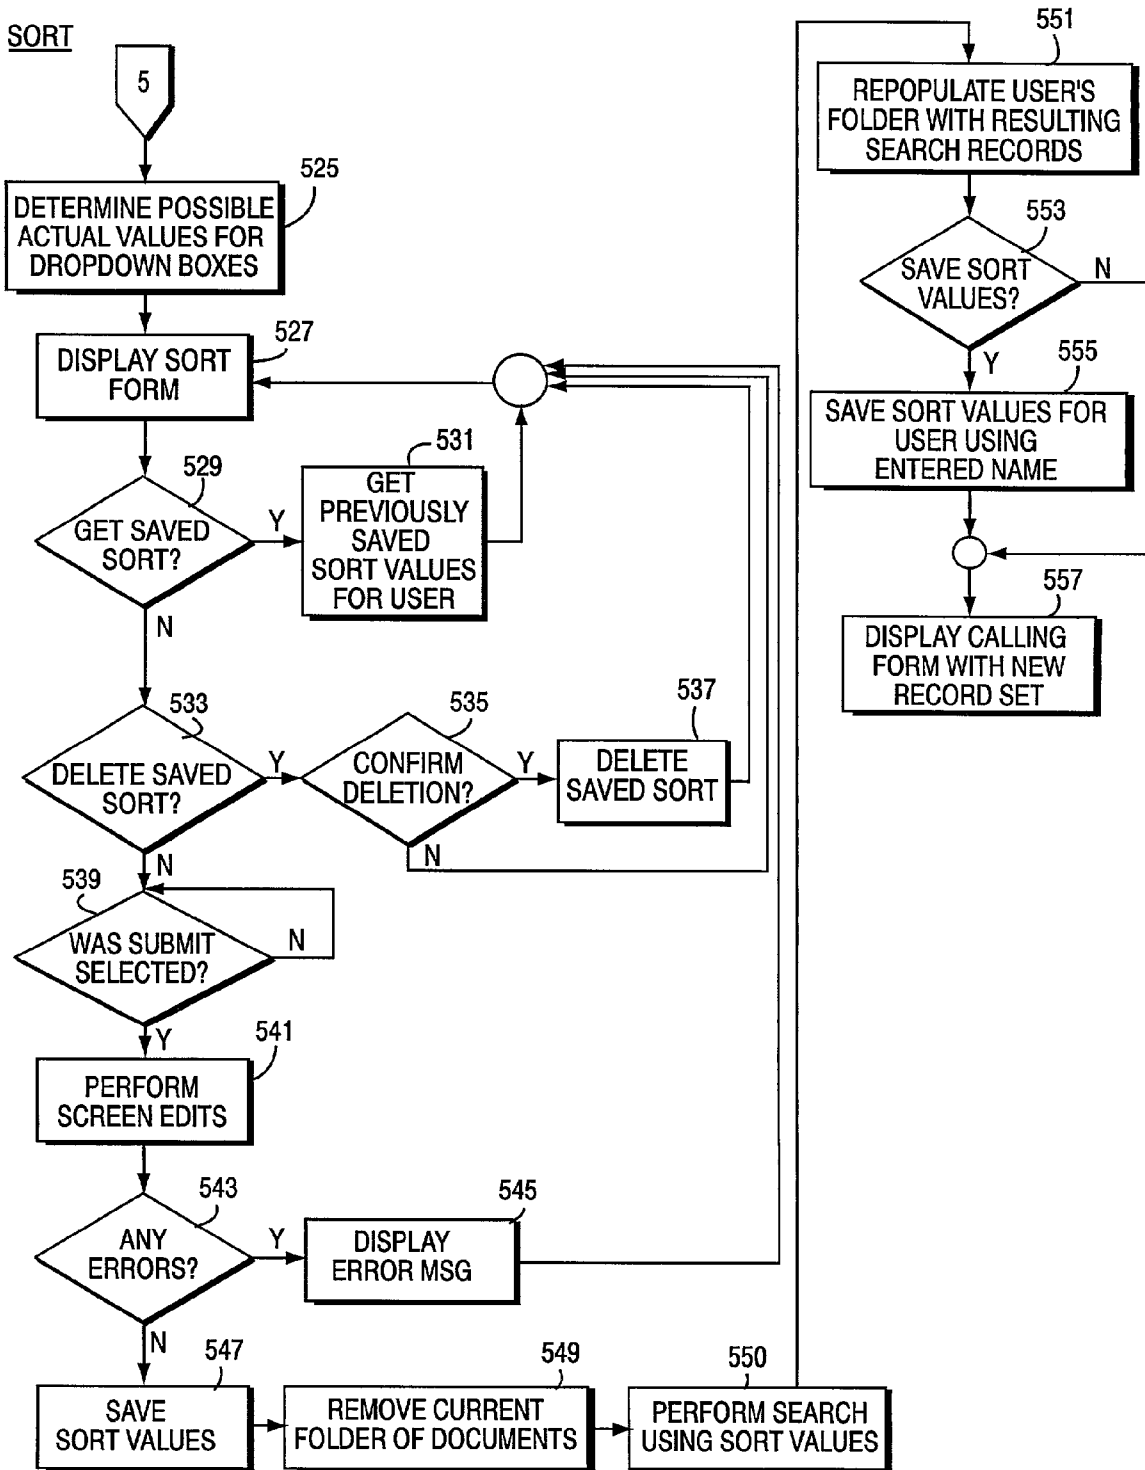 SORT
5
525
DETERMINE POSSIBLE
ACTUAL VALUES FOR
DROPDOWN BOXES
527
DISPLAY SORT
FORM
529
GET SAVED
SORT?
Y
N
531
GET
PREVIOUSLY
SAVED
SORT VALUES
FOR USER
533
DELETE SAVED
SORT?
Y
N
535
CONFIRM
DELETION?
Y
N
537
DELETE
SAVED SORT
539
WAS SUBMIT
SELECTED?
N
Y
541
PERFORM
SCREEN EDITS
543
ANY
ERRORS?
Y
N
545
DISPLAY
ERROR MSG
547
SAVE
SORT VALUES
549
REMOVE CURRENT
FOLDER OF DOCUMENTS
550
PERFORM SEARCH
USING SORT VALUES
551
REPOPULATE USER'S
FOLDER WITH RESULTING
SEARCH RECORDS
553
SAVE SORT
VALUES?
N
Y
555
SAVE SORT VALUES FOR
USER USING
ENTERED NAME
557
DISPLAY CALLING
FORM WITH NEW
RECORD SET